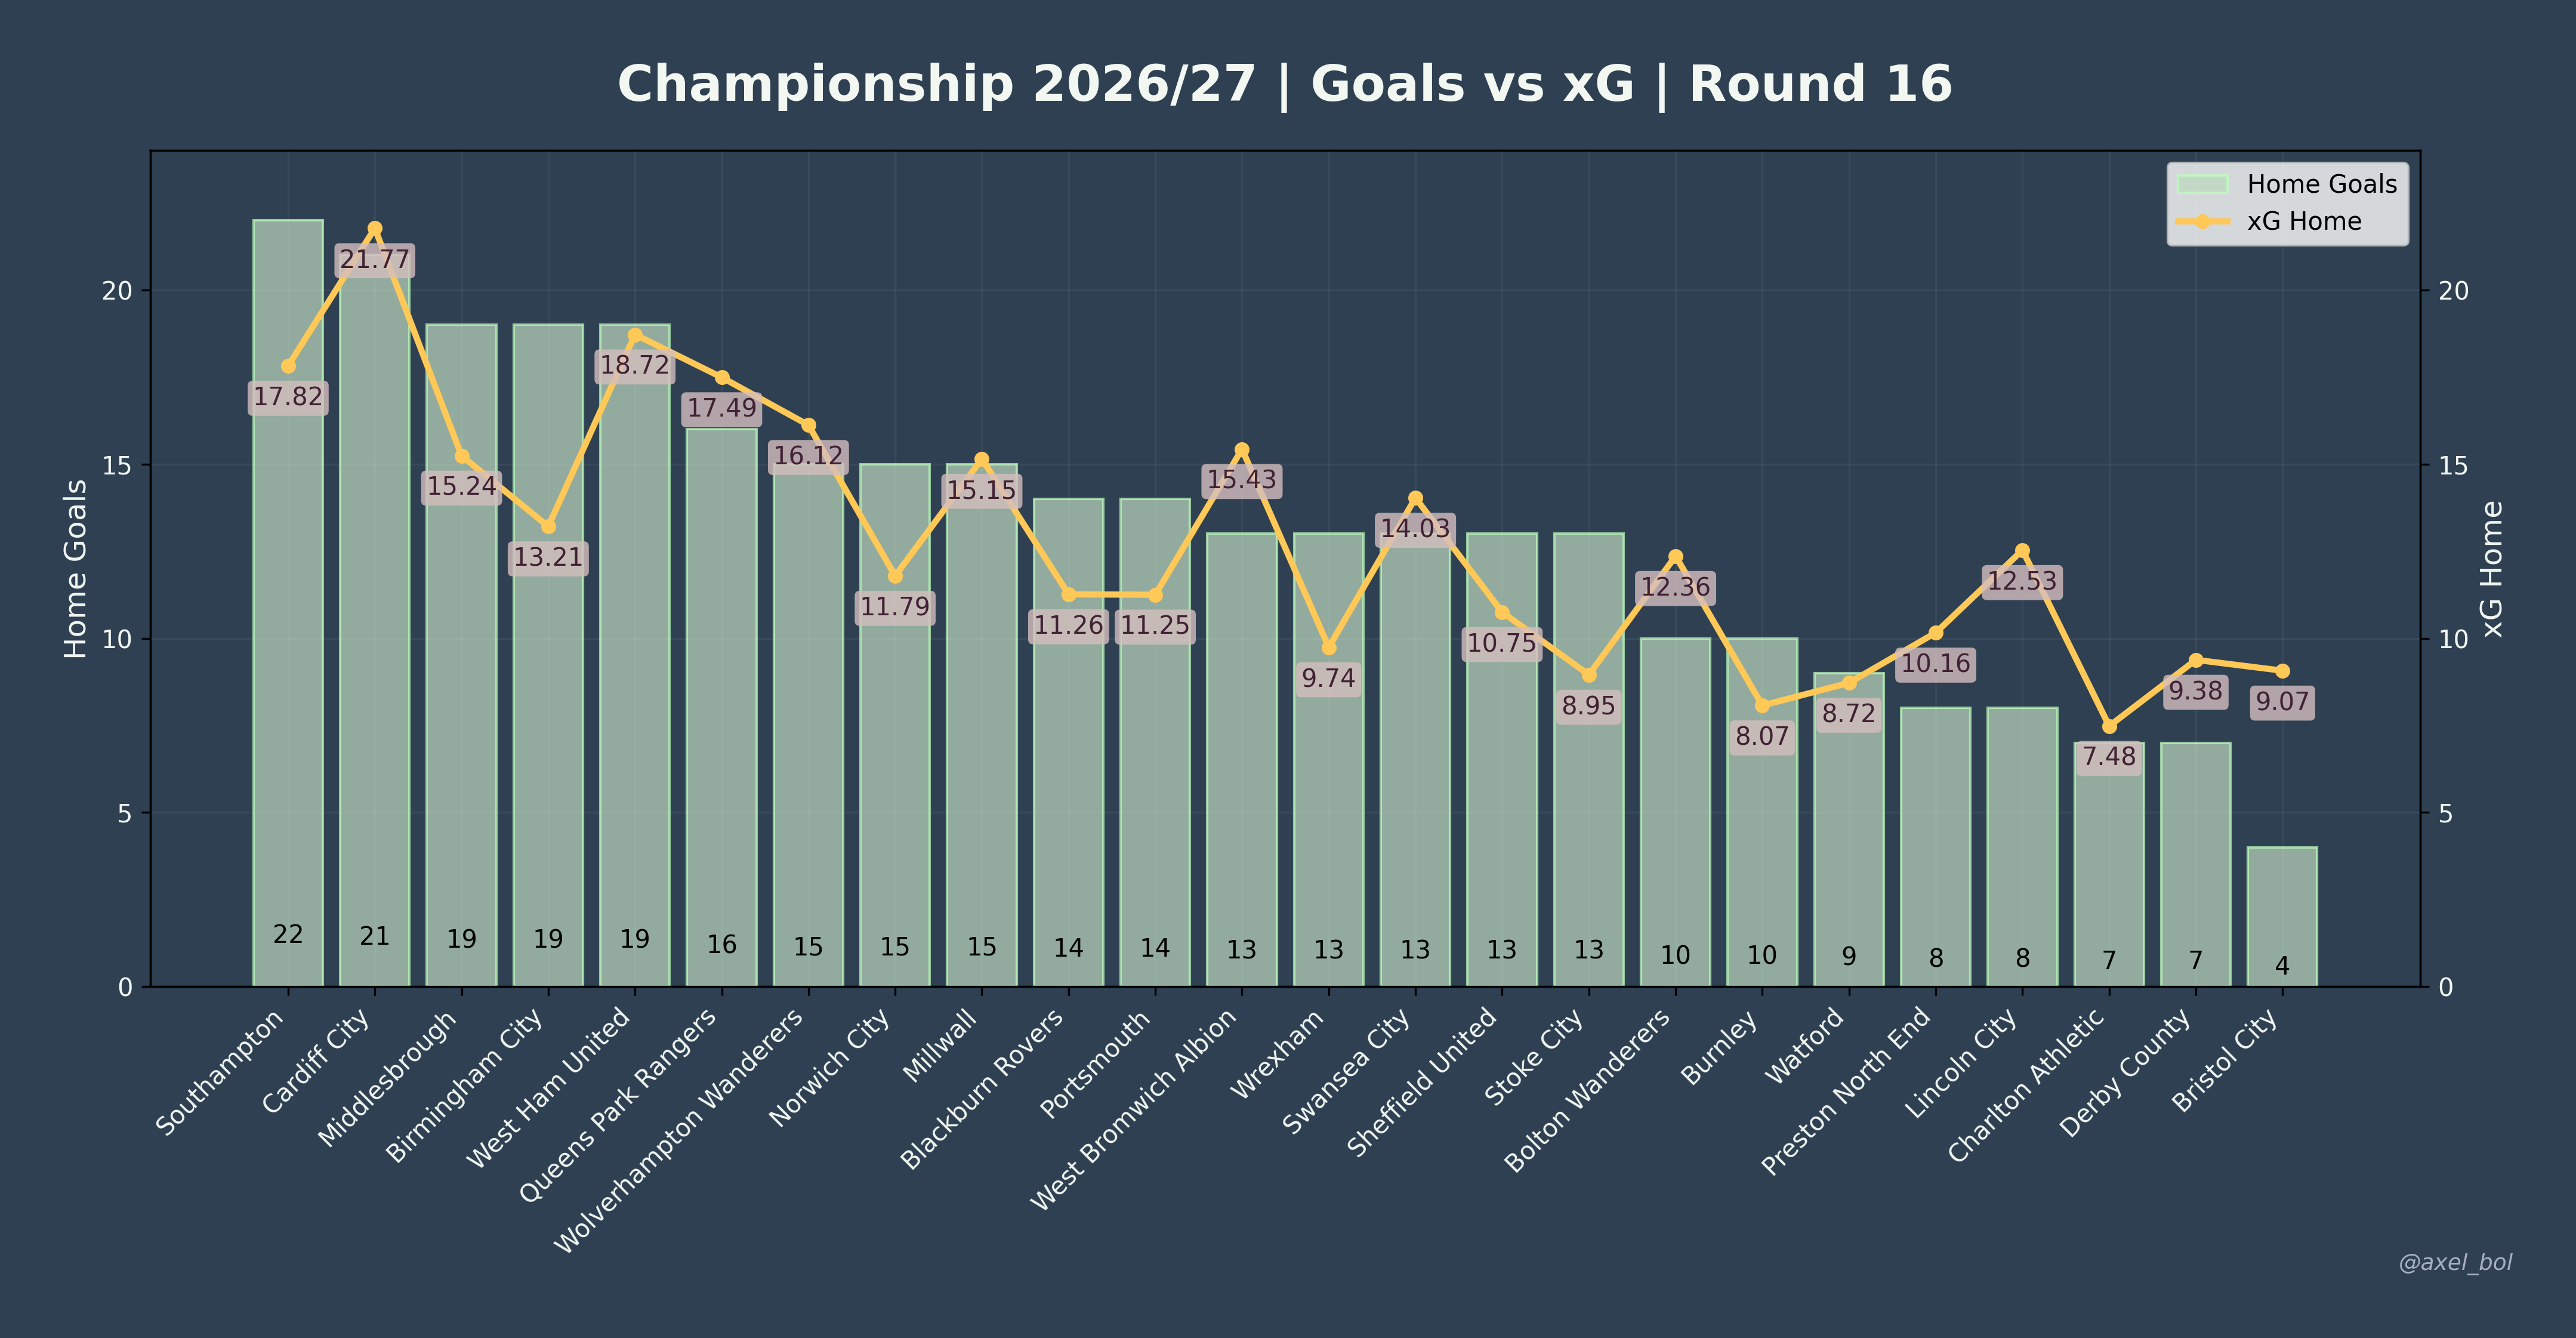 Championship 2026/27 | Goals vs xG | Round 16
Home Goals
xG Home
20
15
10
5
0
Home Goals
20
15
10
5
0
xG Home
17.82
21.77
15.24
13.21
18.72
17.49
16.12
11.79
15.15
11.26
11.25
15.43
9.74
14.03
10.75
8.95
12.36
8.07
8.72
10.16
12.53
7.48
9.38
9.07
22
21
19
19
19
16
15
15
15
14
14
13
13
13
13
13
10
10
9
8
8
7
7
4
Southampton
Cardiff City
Middlesbrough
Birmingham City
West Ham United
Queens Park Rangers
Wolverhampton Wanderers
Norwich City
Millwall
Blackburn Rovers
Portsmouth
West Bromwich Albion
Wrexham
Swansea City
Sheffield United
Stoke City
Bolton Wanderers
Burnley
Watford
Preston North End
Lincoln City
Charlton Athletic
Derby County
Bristol City
@axel_bol